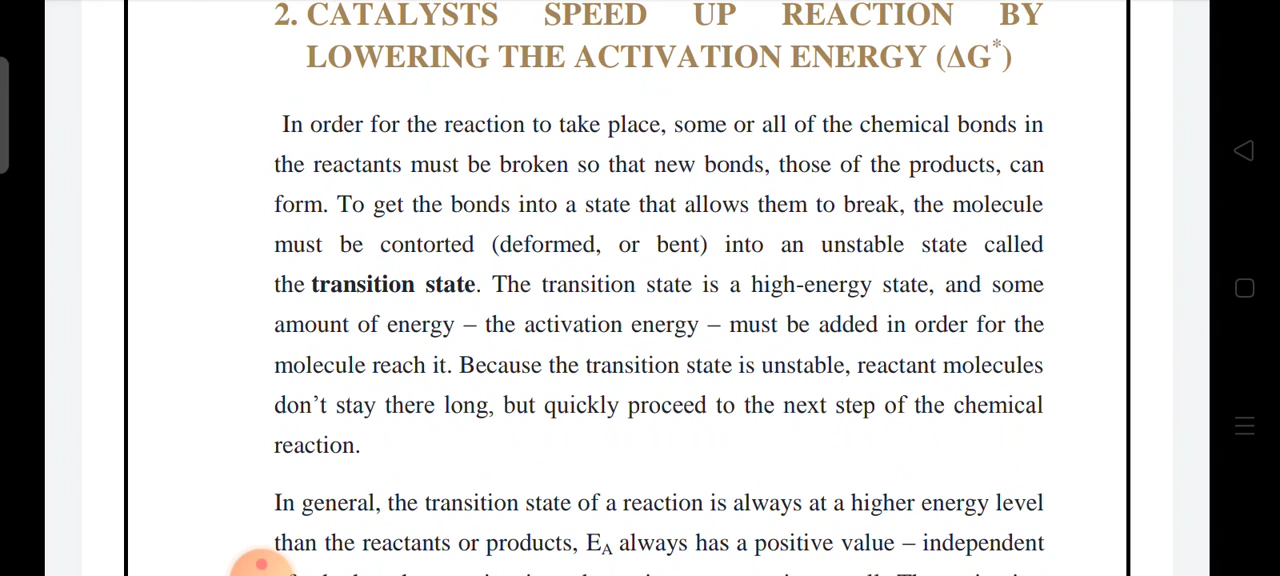 2. CATALYSTS SPEED UP REACTION BY
LOWERING THE ACTIVATION ENERGY (ΔG*)
In order for the reaction to take place, some or all of the chemical bonds in
the reactants must be broken so that new bonds, those of the products, can
form. To get the bonds into a state that allows them to break, the molecule
must be contorted (deformed, or bent) into an unstable state called
the transition state. The transition state is a high-energy state, and some
amount of energy – the activation energy – must be added in order for the
molecule reach it. Because the transition state is unstable, reactant molecules
don’t stay there long, but quickly proceed to the next step of the chemical
reaction.
In general, the transition state of a reaction is always at a higher energy level
than the reactants or products, EA always has a positive value – independent